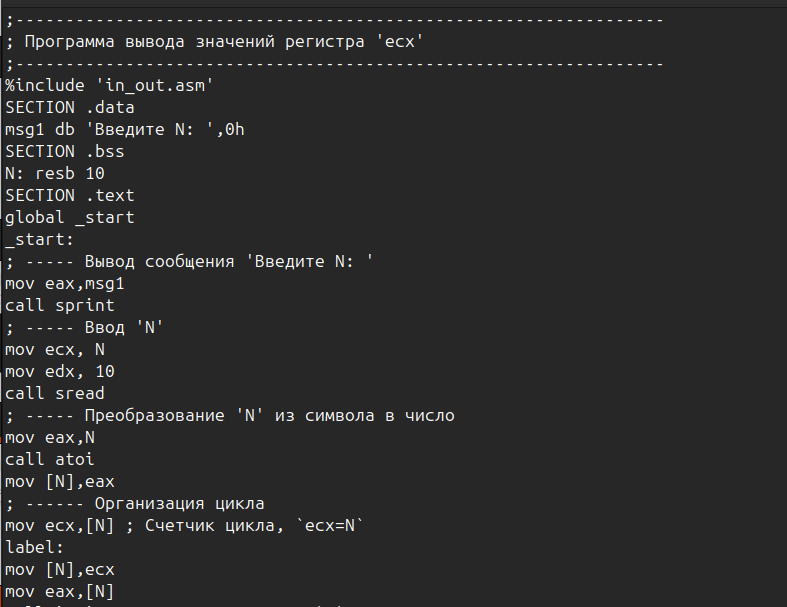 ;-----------------------------------------------------------------
; Программа вывода значений регистра 'ecx'
;-----------------------------------------------------------------
%include 'in_out.asm'
SECTION .data
msg1 db 'Введите N: ',0h
SECTION .bss
N: resb 10
SECTION .text
global _start
_start:
; ----- Вывод сообщения 'Введите N: '
mov eax,msg1
call sprint
; ----- Ввод 'N'
mov ecx, N
mov edx, 10
call sread
; ----- Преобразование 'N' из символа в число
mov eax,N
call atoi
mov [N],eax
; ------ Организация цикла
mov ecx,[N] ; Счетчик цикла, `ecx=N`
label:
mov [N],ecx
mov eax,[N]